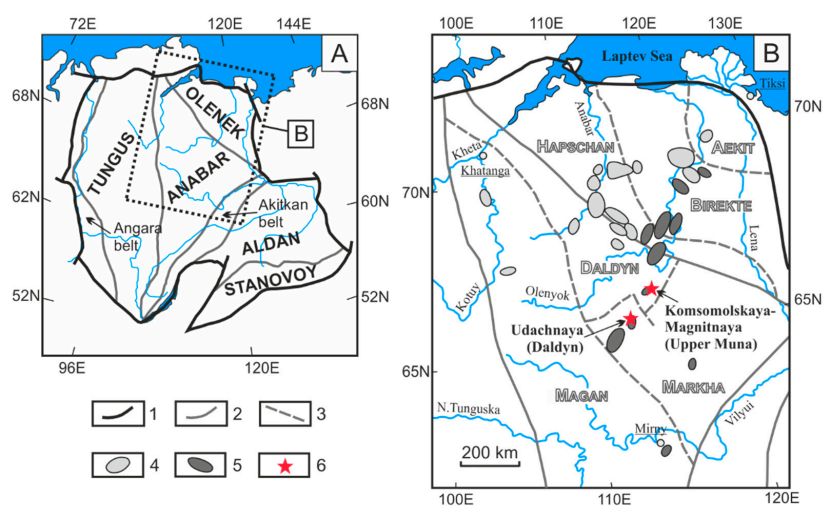 72E
120E
144E
A
68N
68N
OLENEK
B
TUNGUS
ANABAR
62N
60N
Akitkan
belt
Angara
belt
ALDAN
STANOVOY
52N
52N
96E
120E
1
2
3
4
5
6
100E
110E
120E
130E
Laptev Sea
B
Tiksi
70N
Anabar
Kheta
HAPSCHAN
AEKIT
Khatanga
70N
BIREKTE
Lena
DALDYN
Kotuy
Olenyok
65N
Komsomolskaya-
Magnitnaya
(Upper Muna)
Udachnaya
(Daldyn)
65N
MAGAN
MARKHA
N.Tunguska
Vilyui
Mirny
200 km
100E
110E
120E